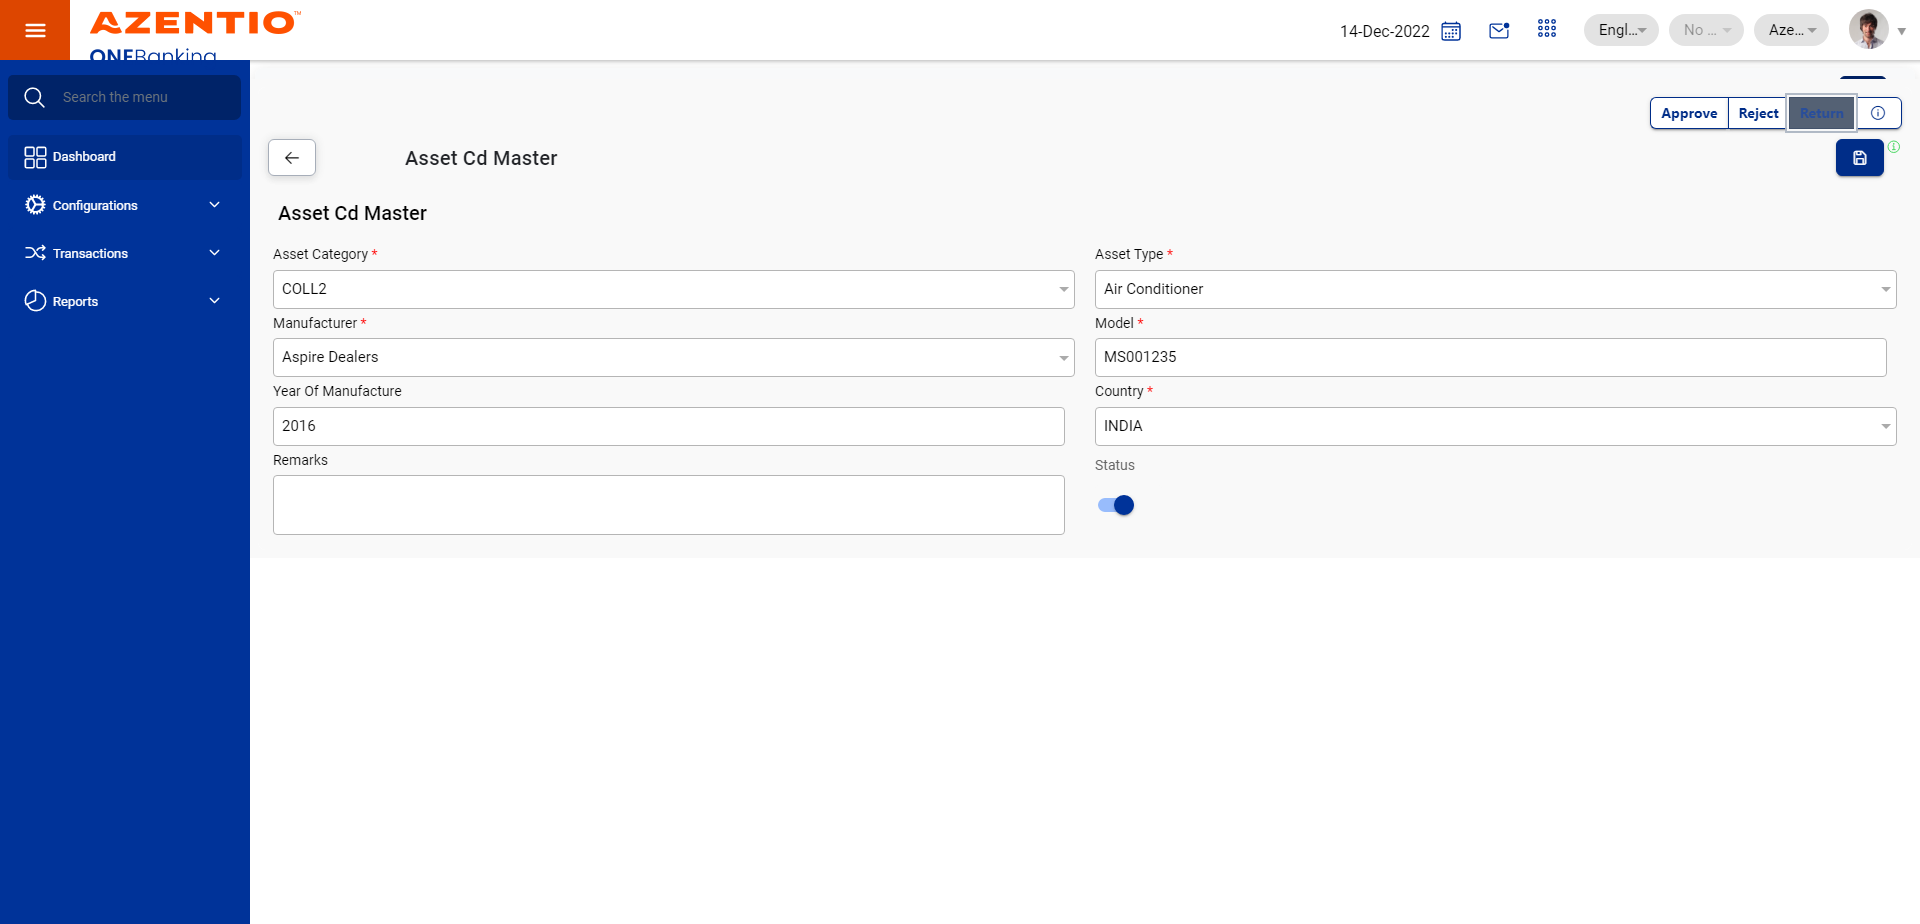 AZENTIO™
ONEBanking
14-Dec-2022
Engl...
No ...
Aze...
Search the menu
Dashboard
Configurations
Transactions
Reports
Approve
Reject
Return
Asset Cd Master
Asset Cd Master
Asset Category *
COLL2
Asset Type *
Air Conditioner
Manufacturer *
Aspire Dealers
Model *
MS001235
Year Of Manufacture
2016
Country *
INDIA
Remarks
Status